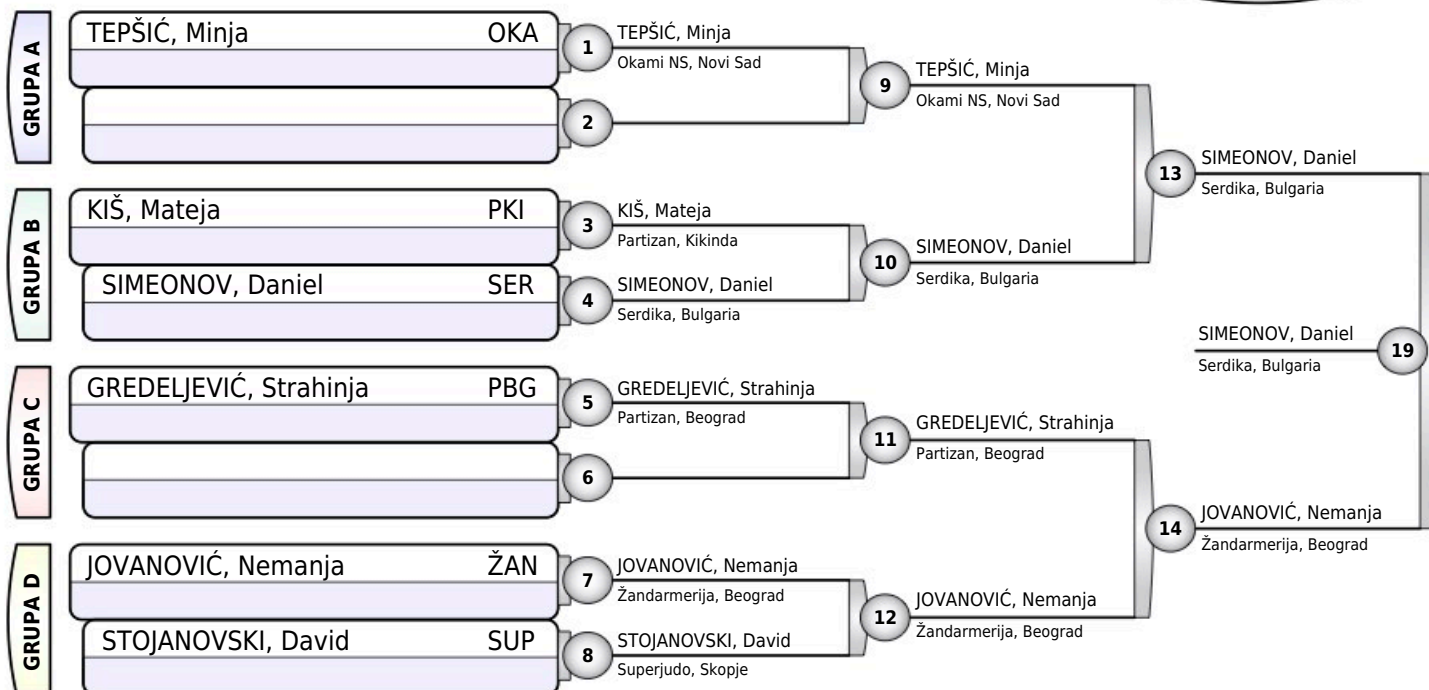 GRUPA A
TEPŠIĆ, Minja OKA
1
TEPŠIĆ, Minja
Okami NS, Novi Sad
2
9
TEPŠIĆ, Minja
Okami NS, Novi Sad
GRUPA B
KIŠ, Mateja PKI
3
KIŠ, Mateja
Partizan, Kikinda
SIMEONOV, Daniel SER
4
SIMEONOV, Daniel
Serdika, Bulgaria
10
SIMEONOV, Daniel
Serdika, Bulgaria
13
SIMEONOV, Daniel
Serdika, Bulgaria
GRUPA C
GREDELJEVIĆ, Strahinja PBG
5
GREDELJEVIĆ, Strahinja
Partizan, Beograd
6
11
GREDELJEVIĆ, Strahinja
Partizan, Beograd
GRUPA D
JOVANOVIĆ, Nemanja ŽAN
7
JOVANOVIĆ, Nemanja
Žandarmerija, Beograd
STOJANOVSKI, David SUP
8
STOJANOVSKI, David
Superjudo, Skopje
12
JOVANOVIĆ, Nemanja
Žandarmerija, Beograd
14
JOVANOVIĆ, Nemanja
Žandarmerija, Beograd
SIMEONOV, Daniel
Serdika, Bulgaria
19